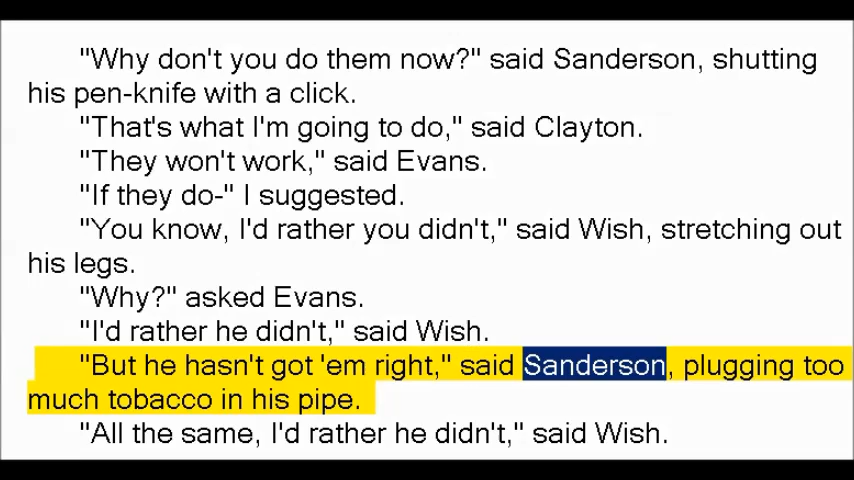 "Why don't you do them now?" said Sanderson, shutting
his pen-knife with a click.
"That's what I'm going to do," said Clayton.
"They won't work," said Evans.
"If they do-" I suggested.
"You know, I'd rather you didn't," said Wish, stretching out
his legs.
"Why?" asked Evans.
"I'd rather he didn't," said Wish.
"But he hasn't got 'em right," said Sanderson, plugging too
much tobacco in his pipe.
"All the same, I'd rather he didn't," said Wish.